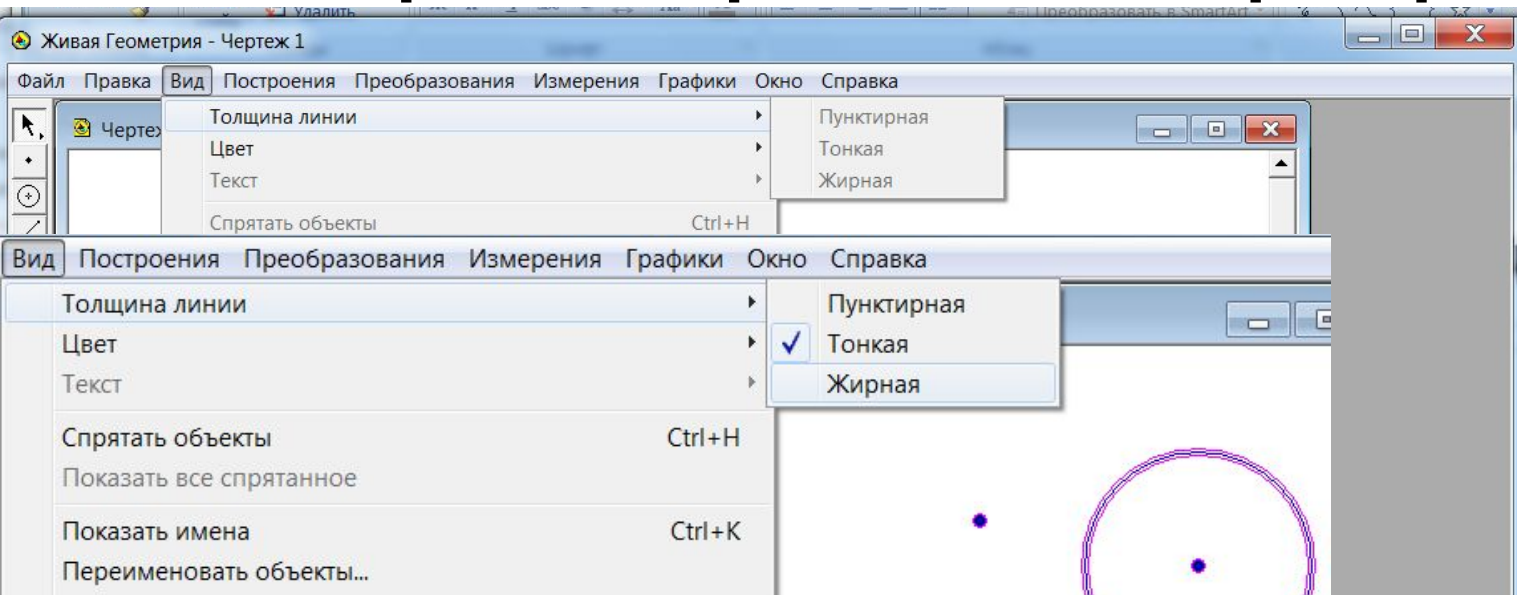 Удалить
Преобразовать в SmartArt
Живая Геометрия - Чертеж 1
Файл Правка Вид Построения Преобразования Измерения Графики Окно Справка
Толщина линии Пунктирная
Цвет Тонкая
Текст Жирная
Спрятать объекты Ctrl+H
Вид Построения Преобразования Измерения Графики Окно Справка
Толщина линии Пунктирная
Цвет Тонкая
Текст Жирная
Спрятать объекты Ctrl+H
Показать все спрятанное
Показать имена Ctrl+K
Переименовать объекты...